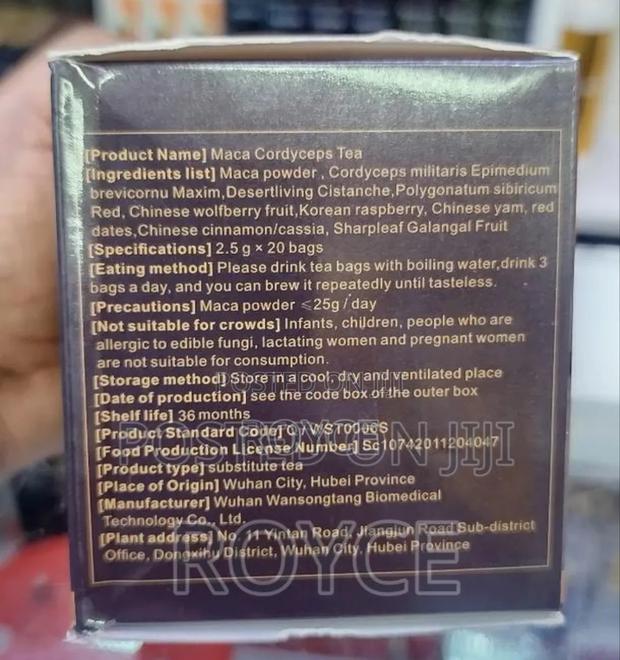 [Product Name] Maca Cordyceps Tea
[Ingredients list] Maca powder , Cordyceps militaris Epimedium
brevicornu Maxim,Desertliving Cistanche,Polygonatum sibiricum
Red, Chinese wolfberry fruit,Korean raspberry, Chinese yam, red
dates,Chinese cinnamon/cassia, Sharpleaf Galangal Fruit
[Specifications] 2.5 g × 20 bags
[Eating method] Please drink tea bags with boiling water,drink 3
bags a day, and you can brew it repeatedly until tasteless.
[Precautions] Maca powder ⩽25g / day
[Not suitable for crowds] Infants, children, people who are
allergic to edible fungi, lactating women and pregnant women
are not suitable for consumption.
[Storage method] Store in a cool, dry and ventilated place
[Date of production] see the code box of the outer box
[Shelf life] 36 months
[Product Standard Code]
[Food Production License Number] Sc10742011204047
[Product type] substitute tea
[Place of Origin] Wuhan City, Hubei Province
[Manufacturer] Wuhan Wansongtang Biomedical
Technology Co., Ltd.
[Plant address] No. 11 Yintan Road, Jiangjun Road Sub-district
Office, Dongxihu District, Wuhan City, Hubei Province
POSTED ON JIJI
POSTED ON JIJI
ROYCE
ROYCE